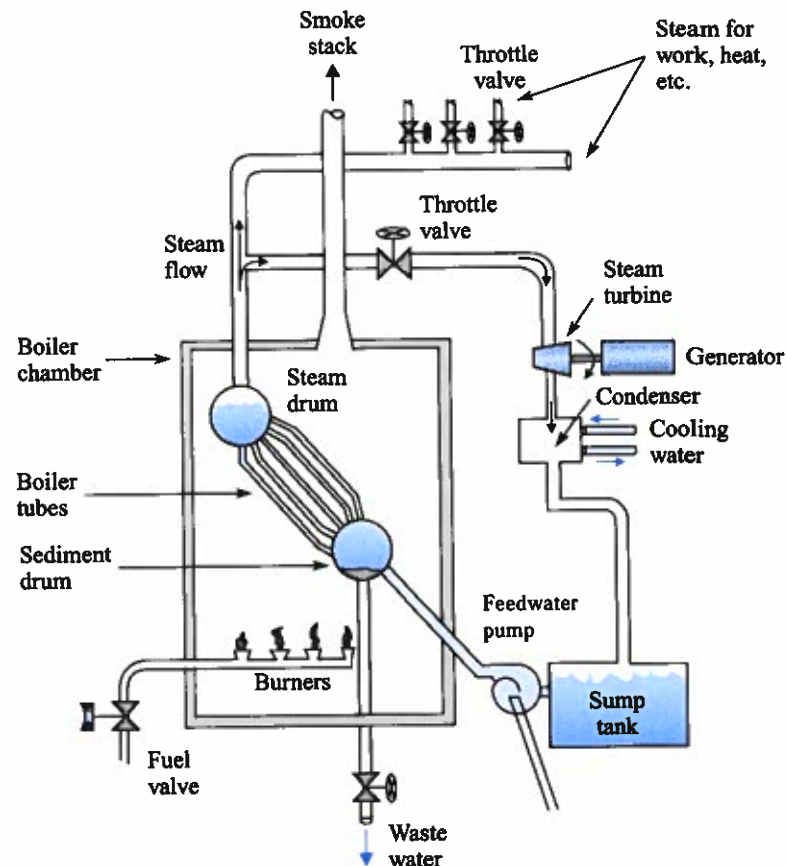 Smoke
stack
Throttle
valve
Steam for
work, heat,
etc.
Throttle
valve
Steam
flow
Steam
turbine
Boiler
chamber
Steam
drum
Generator
Condenser
Cooling
water
Boiler
tubes
Sediment
drum
Feedwater
pump
Burners
Sump
tank
Fuel
valve
Waste
water